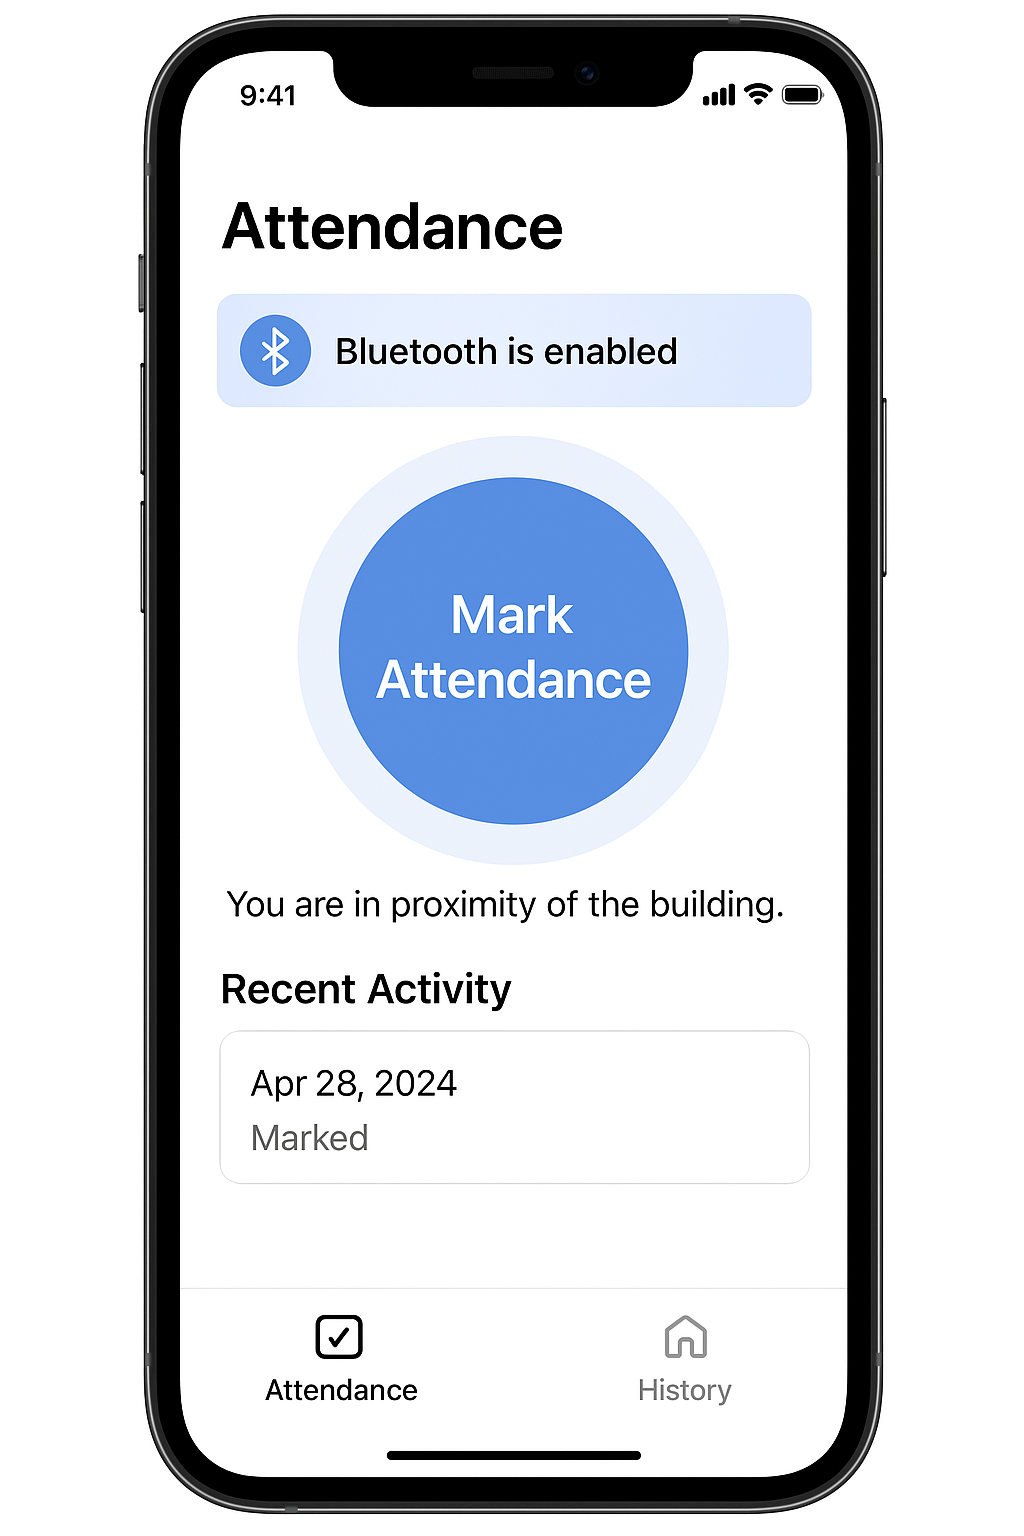 9:41
Attendance
Bluetooth is enabled
Mark
Attendance
You are in proximity of the building.
Recent Activity
Apr 28, 2024
Marked
Attendance
History